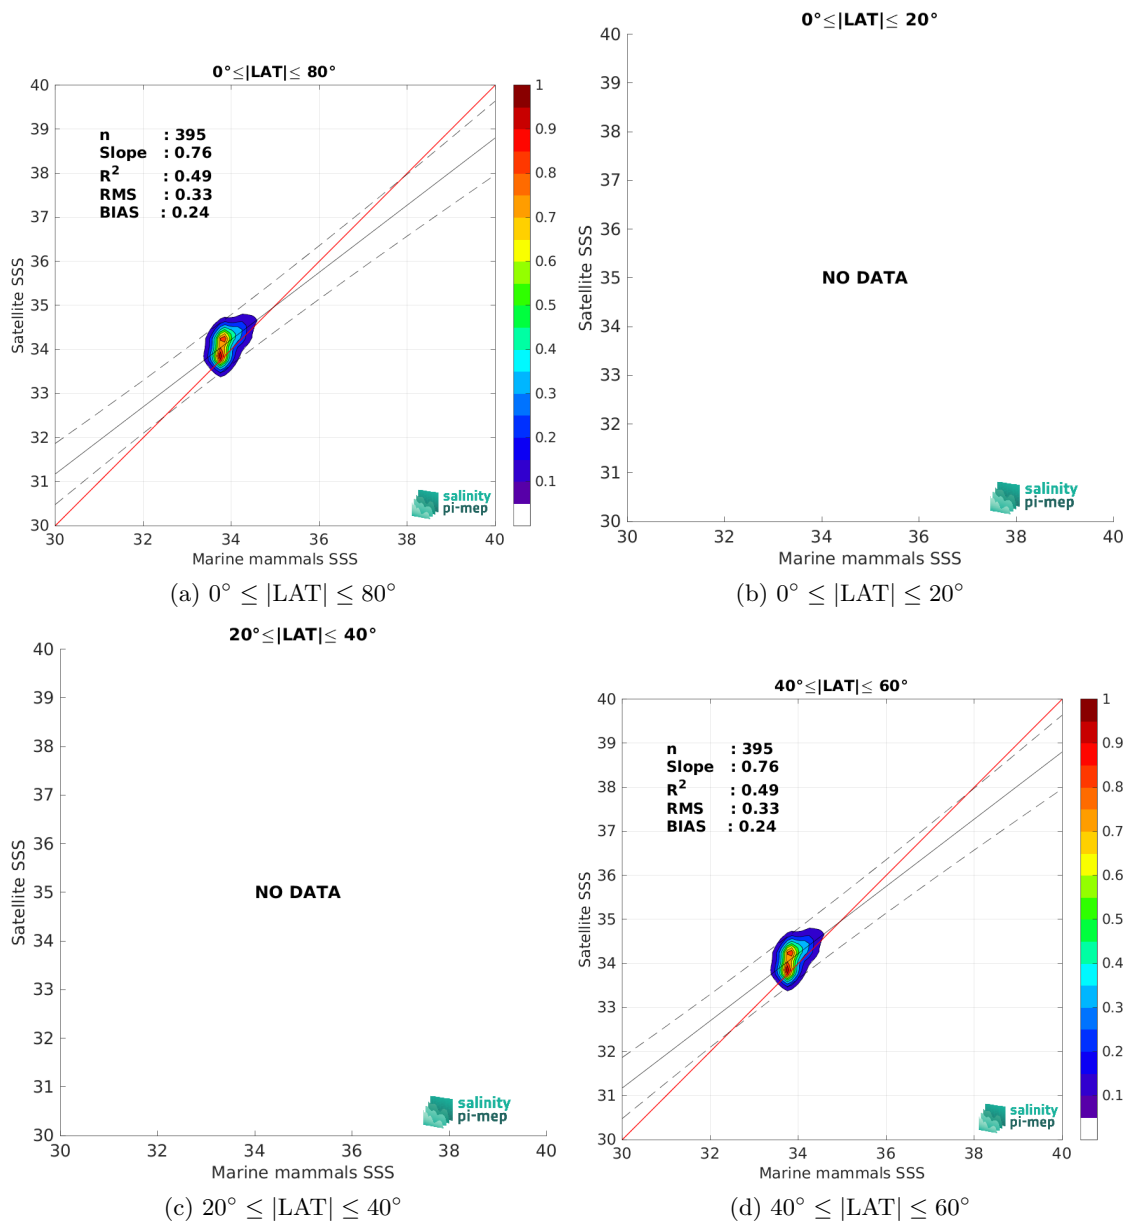 0°≤|LAT|≤ 80°
40
39
38
37
36
35
34
33
32
31
30
n : 395
Slope : 0.76
R² : 0.49
RMS : 0.33
BIAS : 0.24
Satellite SSS
salinity
pi-mep
30 32 34 36 38 40
Marine mammals SSS
1
0.9
0.8
0.7
0.6
0.5
0.4
0.3
0.2
0.1
(a) 0° ≤ |LAT| ≤ 80°
0°≤|LAT|≤ 20°
40
39
38
37
36
35
34
33
32
31
30
Satellite SSS
NO DATA
salinity
pi-mep
30 32 34 36 38 40
Marine mammals SSS
(b) 0° ≤ |LAT| ≤ 20°
20°≤|LAT|≤ 40°
40
39
38
37
36
35
34
33
32
31
30
Satellite SSS
NO DATA
salinity
pi-mep
30 32 34 36 38 40
Marine mammals SSS
(c) 20° ≤ |LAT| ≤ 40°
40°≤|LAT|≤ 60°
40
39
38
37
36
35
34
33
32
31
30
n : 395
Slope : 0.76
R² : 0.49
RMS : 0.33
BIAS : 0.24
Satellite SSS
salinity
pi-mep
30 32 34 36 38 40
Marine mammals SSS
1
0.9
0.8
0.7
0.6
0.5
0.4
0.3
0.2
0.1
(d) 40° ≤ |LAT| ≤ 60°